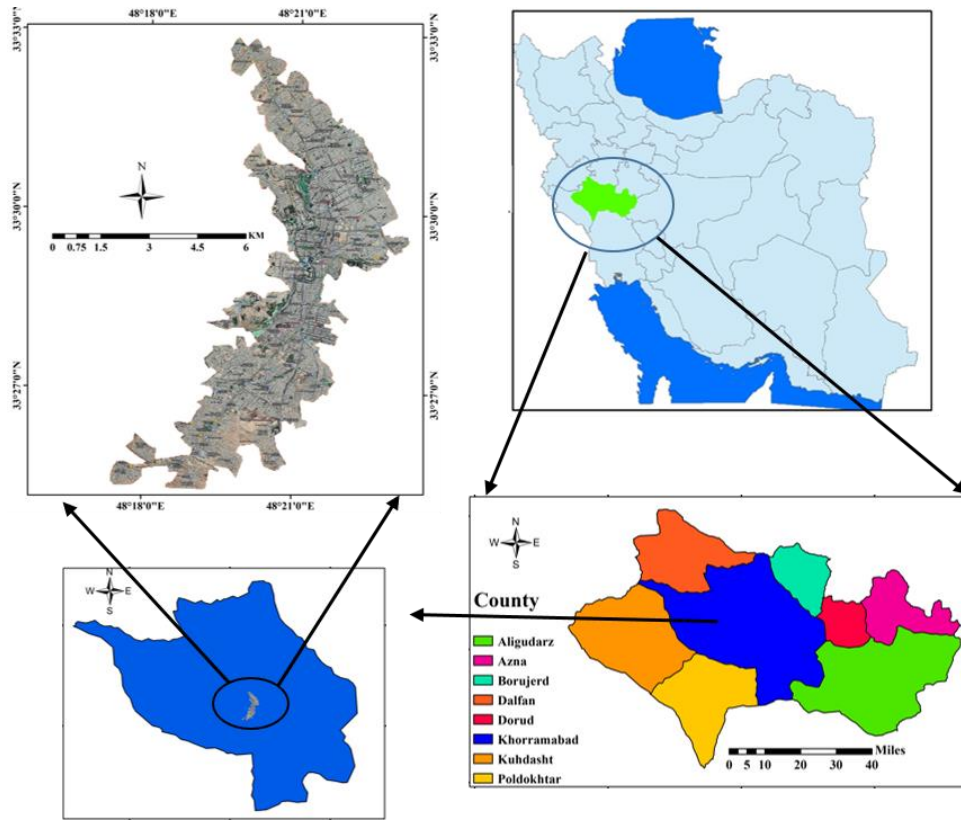 48°18'0"E 48°21'0"E
33°33'0"N 33°33'0"N
N
KM
0 0.75 1.5 3 4.5 6
33°30'0"N 33°30'0"N
33°27'0"N 33°27'0"N
48°18'0"E 48°21'0"E
N
W E
S
N
W E
S
County
Aligudarz
Azna
Borujerd
Dalfan
Dorud
Khorramabad
Kuhdasht
Poldokhtar
Miles
0 5 10 20 30 40